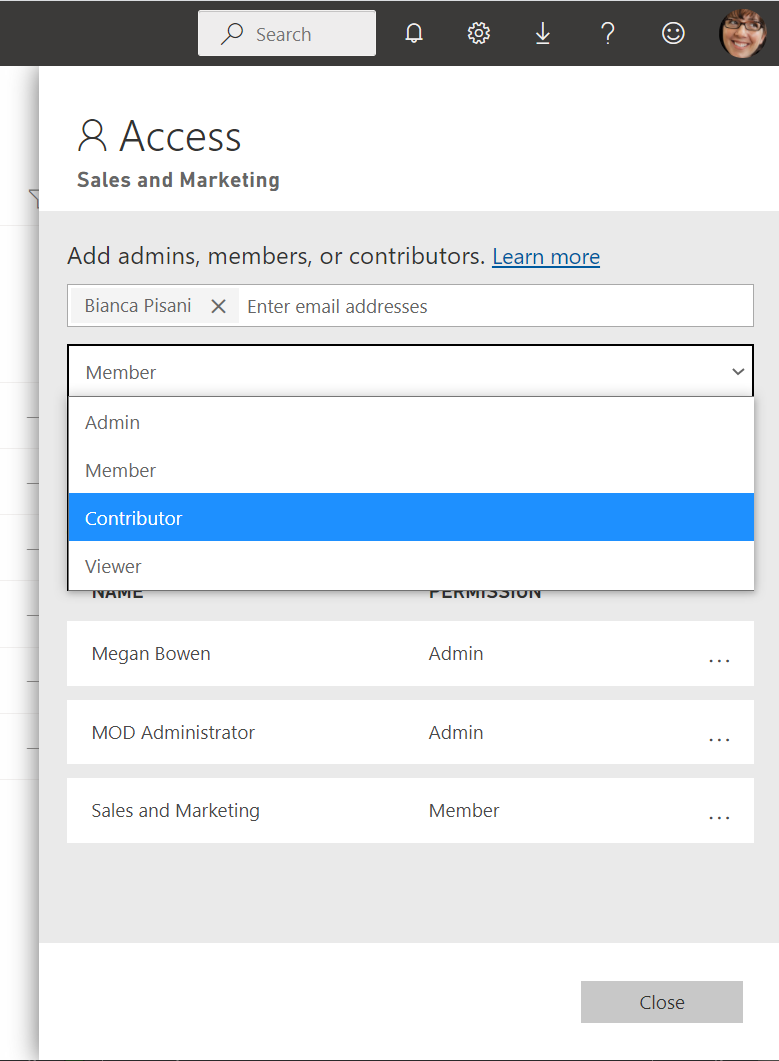 Search
Access
Sales and Marketing
Add admins, members, or contributors. Learn more
Bianca Pisani Enter email addresses
Member
Admin
Member
Contributor
Viewer
NAME PERMISSION
Megan Bowen Admin ...
MOD Administrator Admin ...
Sales and Marketing Member ...
Close